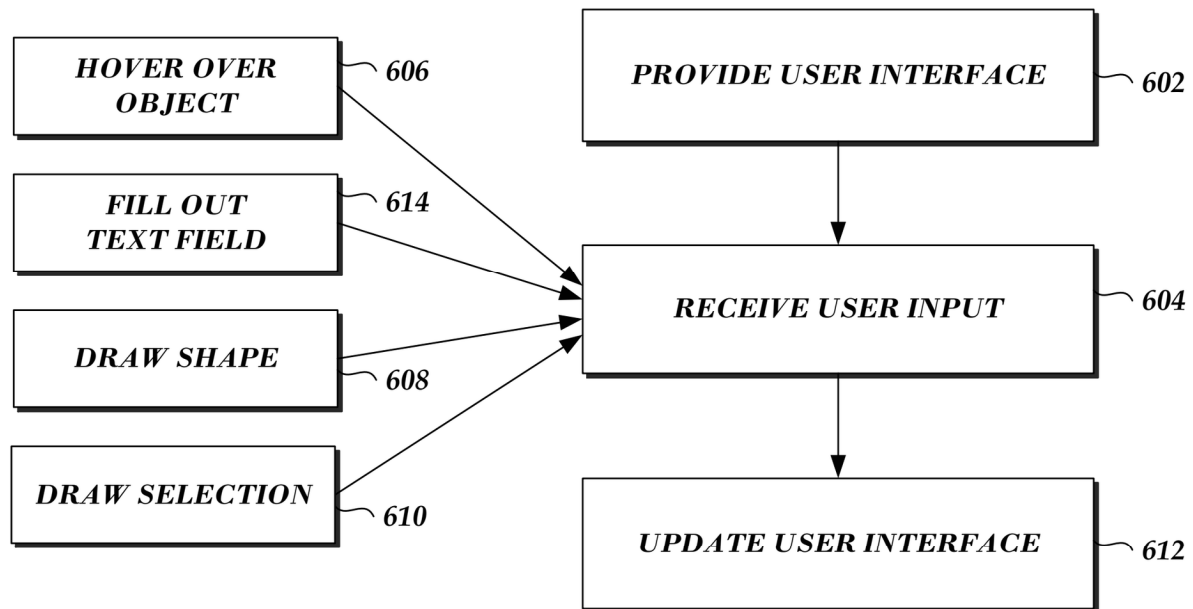 HOVER OVER
OBJECT
606
FILL OUT
TEXT FIELD
614
DRAW SHAPE
608
DRAW SELECTION
610
PROVIDE USER INTERFACE
602
RECEIVE USER INPUT
604
UPDATE USER INTERFACE
612